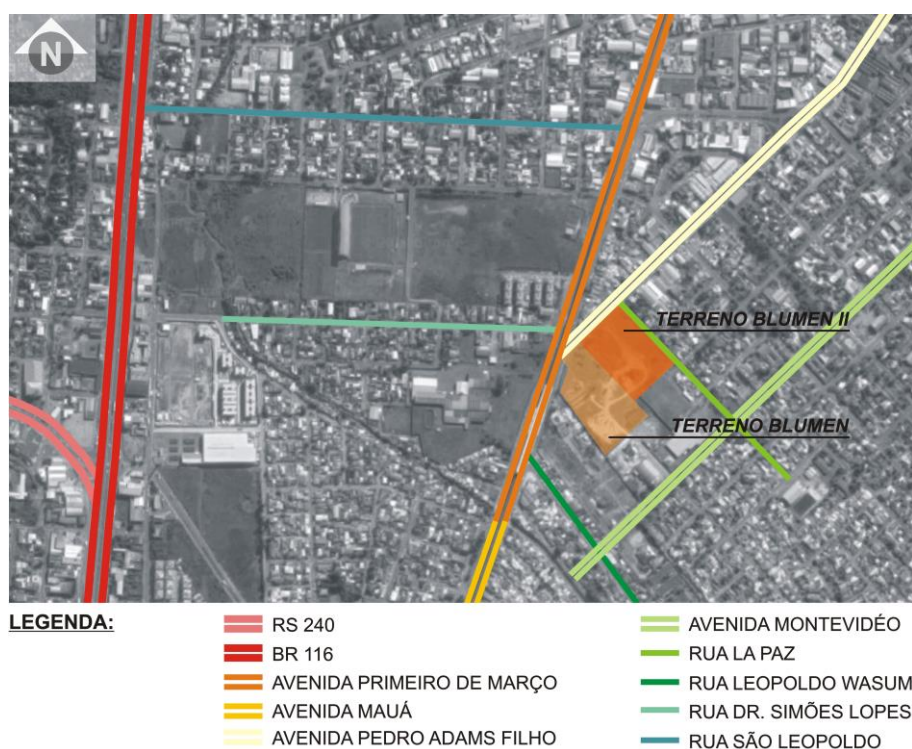 N
TERRENO BLUMEN II
TERRENO BLUMEN
LEGENDA:
RS 240
BR 116
AVENIDA PRIMEIRO DE MARÇO
AVENIDA MAUÁ
AVENIDA PEDRO ADAMS FILHO
AVENIDA MONTEVIDÉO
RUA LA PAZ
RUA LEOPOLDO WASUM
RUA DR. SIMÕES LOPES
RUA SÃO LEOPOLDO